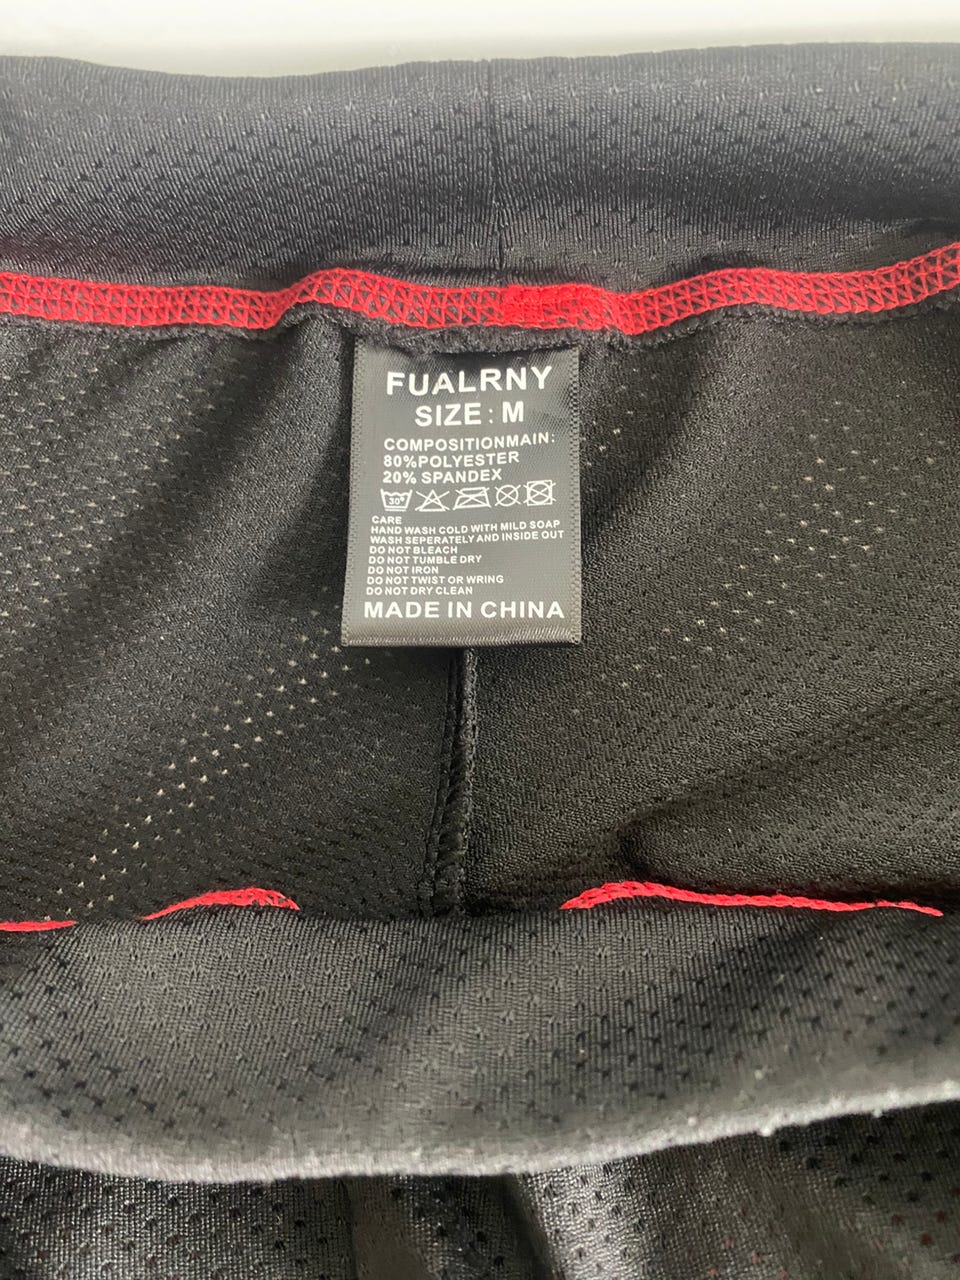 FUALRNY
SIZE: M
COMPOSITIONMAIN:
80%POLYESTER
20% SPANDEX
30°
CARE
HAND WASH COLD WITH MILD SOAP
WASH SEPERATELY AND INSIDE OUT
DO NOT BLEACH
DO NOT TUMBLE DRY
DO NOT IRON
DO NOT TWIST OR WRING
DO NOT DRY CLEAN
MADE IN CHINA